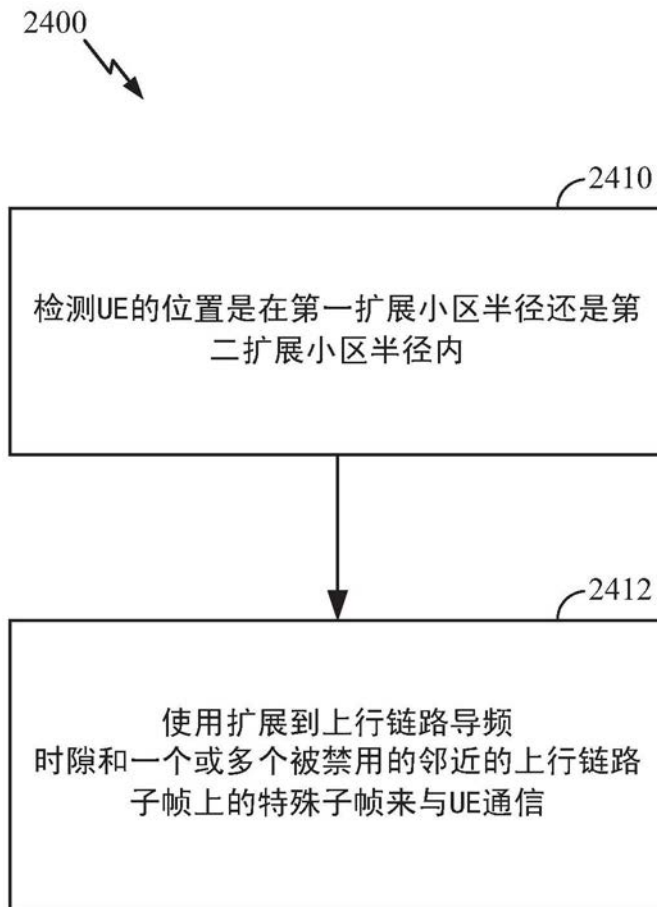 2400
2410
检测UE的位置是在第一扩展小区半径还是第
二扩展小区半径内
2412
使用扩展到上行链路导频
时隙和一个或多个被禁用的邻近的上行链路
子帧上的特殊子帧来与UE通信